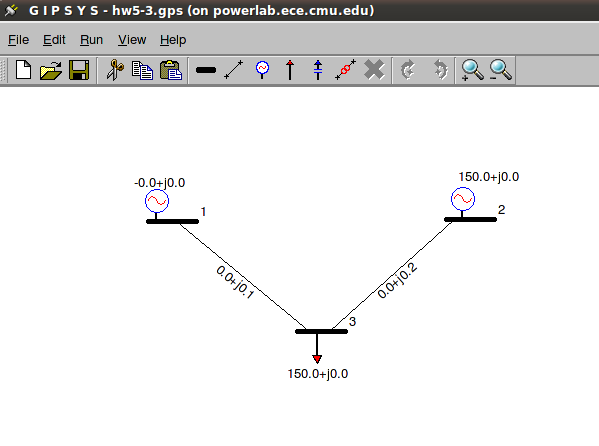 G I P S Y S - hw5-3.gps (on powerlab.ece.cmu.edu)
File Edit Run View Help
-0.0+j0.0
150.0+j0.0
1
2
0.0+j0.1
0.0+j0.2
3
150.0+j0.0